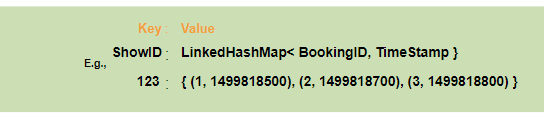 Key : Value
ShowID : LinkedHashMap< BookingID, TimeStamp }
E.g.,
123 : { (1, 1499818500), (2, 1499818700), (3, 1499818800) }